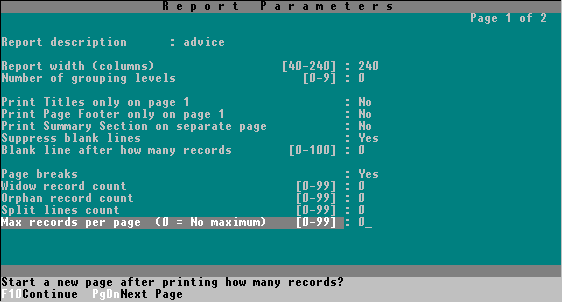 Report Parameters
Page 1 of 2
Report description : advice
Report width (columns) [40-240] : 240
Number of grouping levels [0-9] : 0
Print Titles only on page 1 : No
Print Page Footer only on page 1 : No
Print Summary Section on separate page : No
Suppress blank lines : Yes
Blank line after how many records [0-100] : 0
Page breaks : Yes
Widow record count [0-99] : 0
Orphan record count [0-99] : 0
Split lines count [0-99] : 0
Max records per page (0 = No maximum) [0-99] : 0_
Start a new page after printing how many records?
F10Continue PgDnNext Page